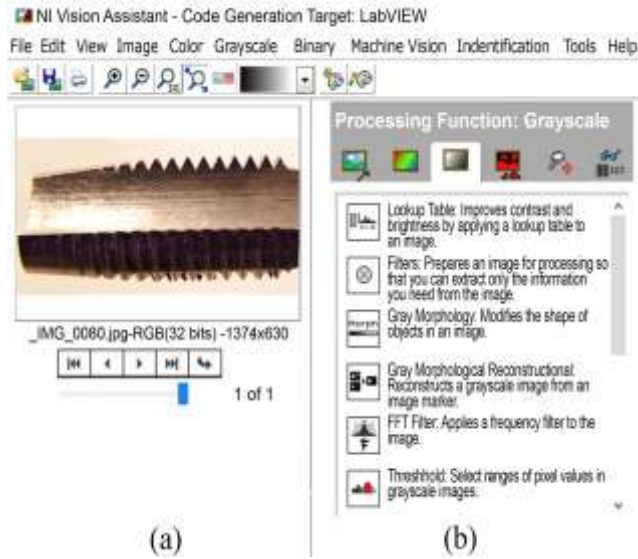 NI Vision Assistant - Code Generation Target: LabVIEW
File Edit View Image Color Grayscale Binary Machine Vision Indentification Tools Help
Processing Function: Grayscale
Lookup Table: Improves contrast and
brightness by applying a lookup table to
an image.
Filters: Prepares an image for processing so
that you can extract only the information
you need from the image.
Gray Morphology: Modifies the shape of
objects in an image.
Gray Morphological Reconstructional:
Reconstructs a grayscale image from an
image marker.
FFT Filter: Applies a frequency filter to the
image.
Threshhold: Select ranges of pixel values in
grayscale images.
_IMG_0080.jpg-RGB(32 bits) -1374x630
1 of 1
(a)
(b)